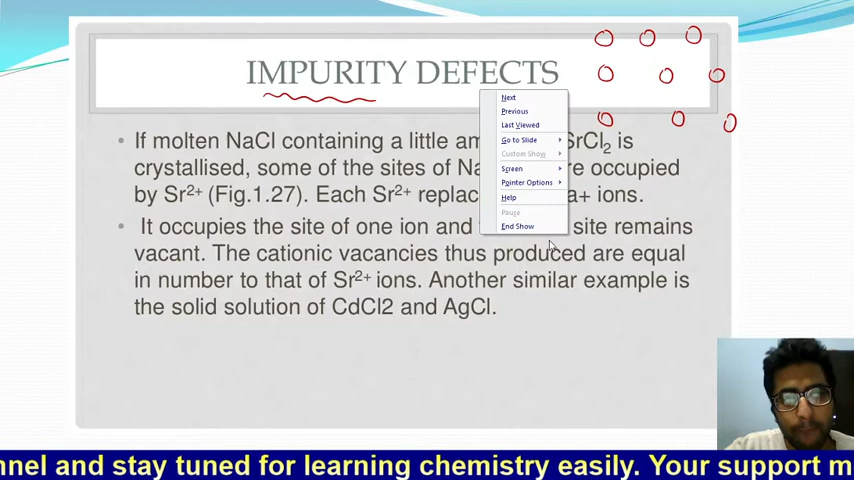 IMPURITY DEFECTS
Next
Previous
Last Viewed
Go to Slide
Custom Show
Screen
Pointer Options
Help
Pause
End Show
• If molten NaCl containing a little am SrCl2 is
crystallised, some of the sites of Na re occupied
by Sr2+ (Fig.1.27). Each Sr2+ replac a+ ions.
• It occupies the site of one ion and site remains
vacant. The cationic vacancies thus produced are equal
in number to that of Sr2+ ions. Another similar example is
the solid solution of CdCl2 and AgCl.
nnel and stay tuned for learning chemistry easily. Your support m